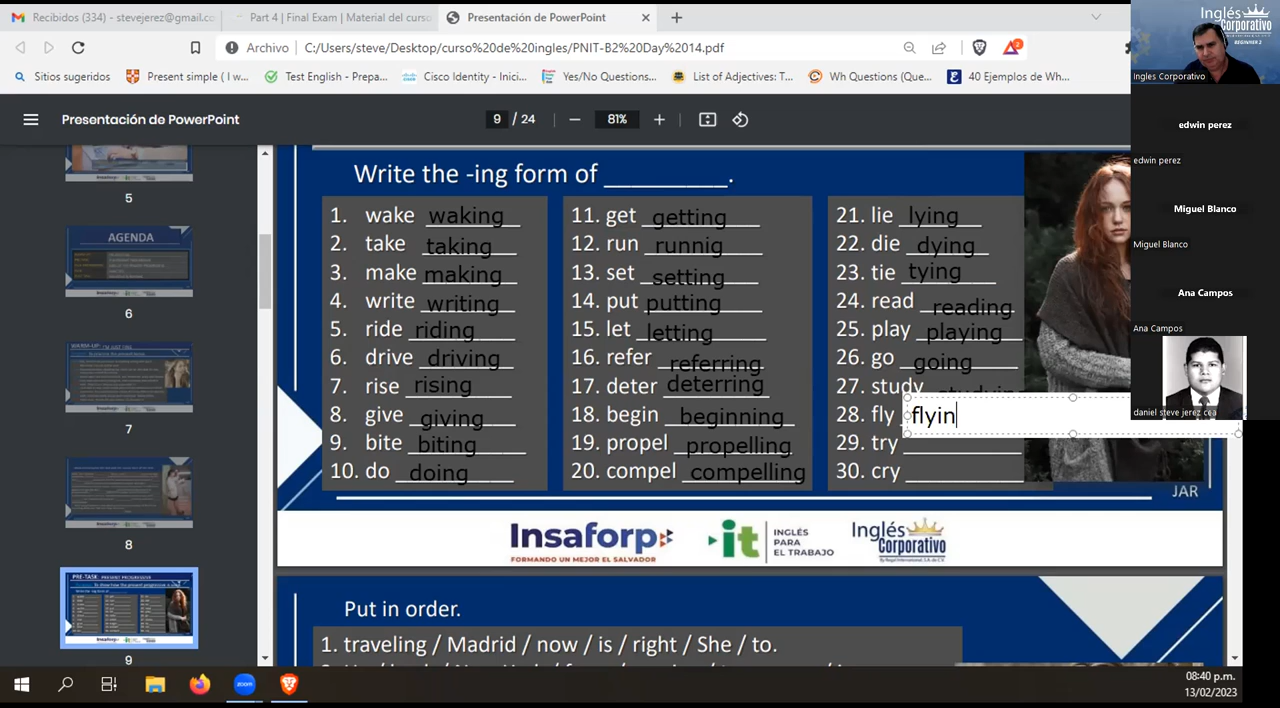 Recibidos (334) - stevejerez@gmail.co
Part 4 | Final Exam | Material del curso
Presentación de PowerPoint
Archivo C:/Users/steve/Desktop/curso%20de%20ingles/PNIT-B2%20Day%2014.pdf
Sitios sugeridos
Present simple ( I w...
Test English - Prepa...
Cisco Identity - Inici...
Yes/No Questions...
List of Adjectives: T...
Wh Questions (Que...
40 Ejemplos de Wh...
Presentación de PowerPoint
9 / 24
81%
5
AGENDA
6
7
8
PRE-TASK: PRESENT PROGRESSIVE
9
Write the -ing form of _________.
1. wake waking
2. take taking
3. make making
4. write writing
5. ride riding
6. drive driving
7. rise rising
8. give giving
9. bite biting
10. do doing
11. get getting
12. run runnig
13. set setting
14. put putting
15. let letting
16. refer referring
17. deter deterring
18. begin beginning
19. propel propelling
20. compel compelling
21. lie lying
22. die dying
23. tie tying
24. read reading
25. play playing
26. go going
27. study studying
28. fly flyin
29. try
30. cry
JAR
Insaforp
FORMANDO UN MEJOR EL SALVADOR
it
INGLÉS
PARA
EL TRABAJO
Inglés
Corporativo
Put in order.
1. traveling / Madrid / now / is / right / She / to.
Inglés
Corporativo
BEGINNER 2
Ingles Corporativo
edwin perez
edwin perez
Miguel Blanco
Miguel Blanco
Ana Campos
Ana Campos
daniel steve jerez cea
zoom
08:40 p.m.
13/02/2023